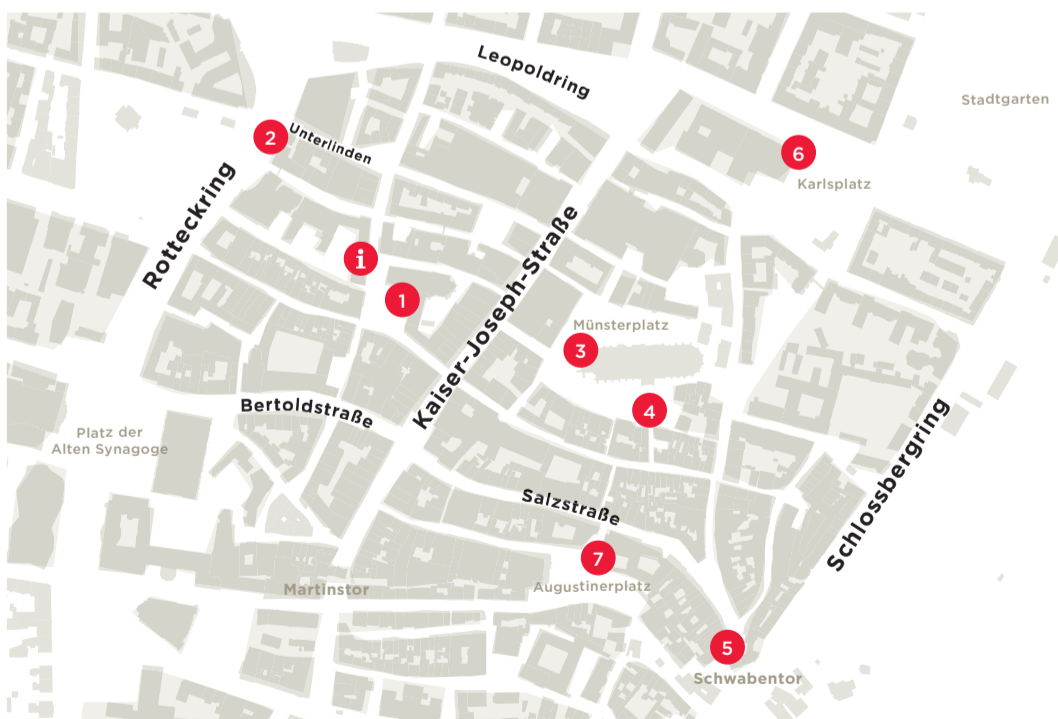 Leopoldring
Stadtgarten
2
Unterlinden
6
Karlsplatz
Rotteckring
i
1
Kaiser-Joseph-Straße
Münsterplatz
3
4
Bertoldstraße
Platz der
Alten Synagoge
Schlossbergring
Salzstraße
7
Augustinerplatz
Martinstor
5
Schwabentor